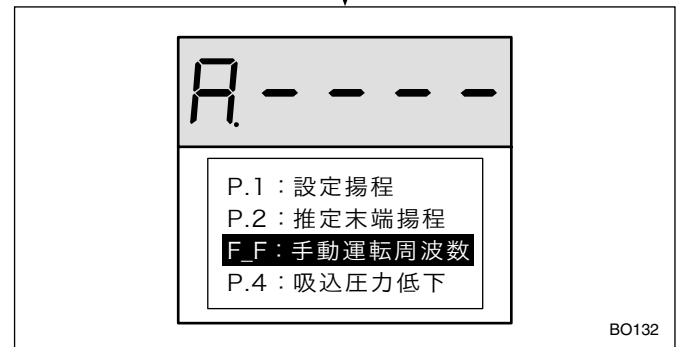 A.----
P.1：設定揚程
P.2：推定末端揚程
F_F：手動運転周波数
P.4：吸込圧力低下
BO132